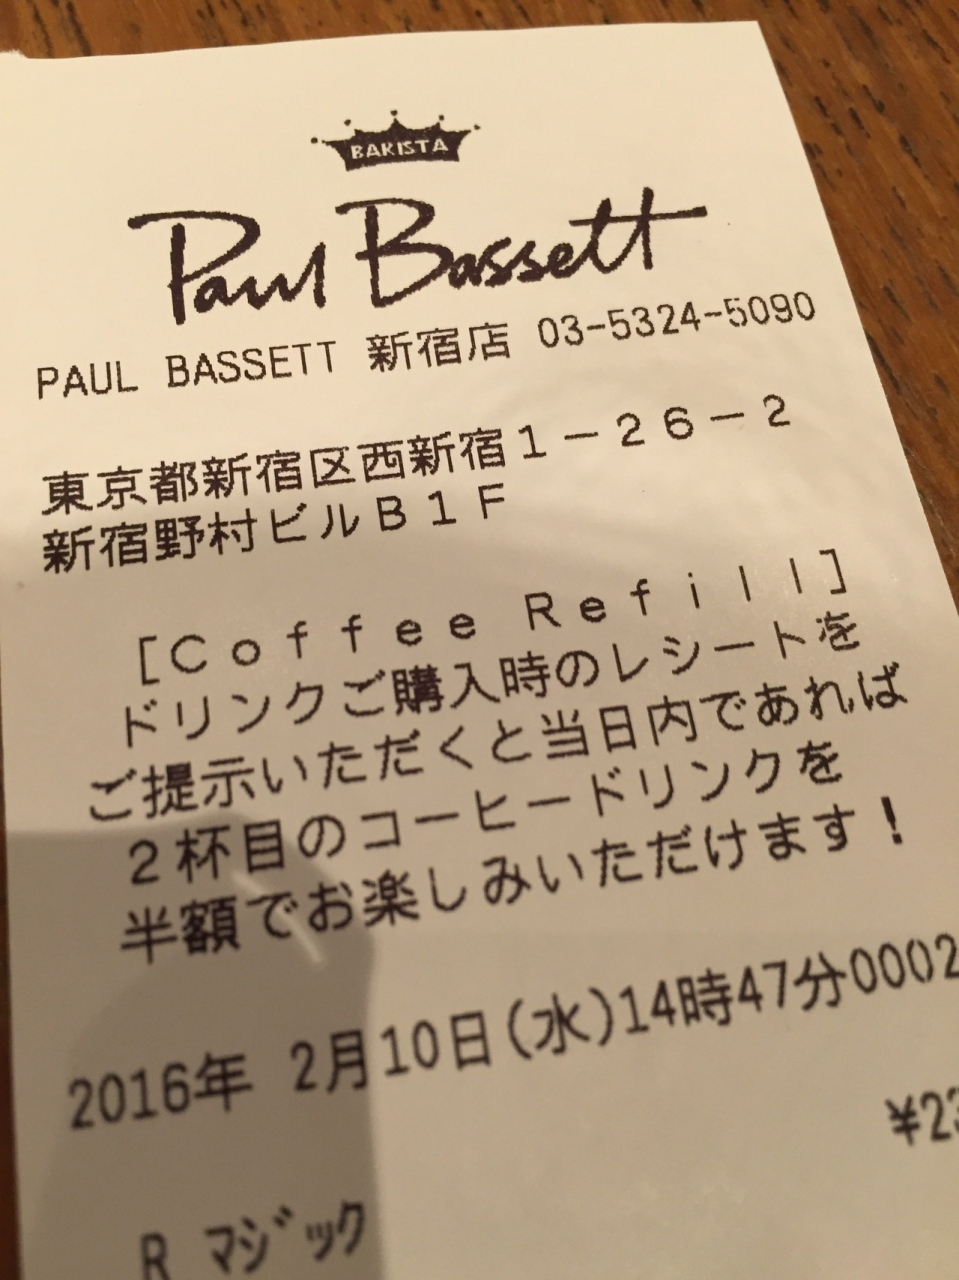 BARISTA
Paul Bassett
PAUL BASSETT 新宿店 03-5324-5090
東京都新宿区西新宿1-26-2
新宿野村ビルB1F
[Coffee Refill]
ドリンクご購入時のレシートを
ご提示いただくと当日内であれば
2杯目のコーヒードリンクを
半額でお楽しみいただけます!
2016年 2月10日(水)14時47分0002
¥23
R マジック